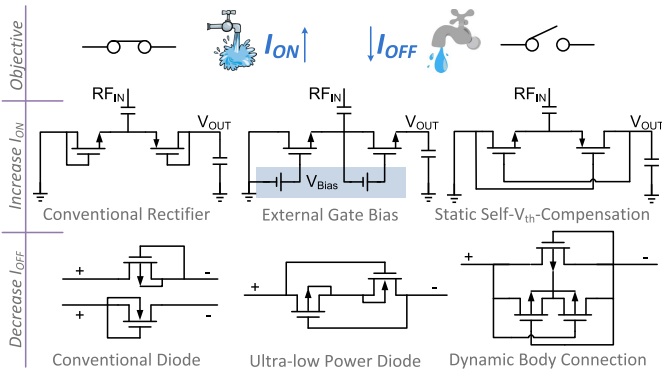 Objective
I_ON ↑
↓ I_OFF
Increase I_ON
RF_IN
V_OUT
Conventional Rectifier
RF_IN
V_OUT
V_Bias
External Gate Bias
RF_IN
V_OUT
Static Self-V_th-Compensation
Decrease I_OFF
+ -
+ -
Conventional Diode
+ -
Ultra-low Power Diode
+ -
Dynamic Body Connection